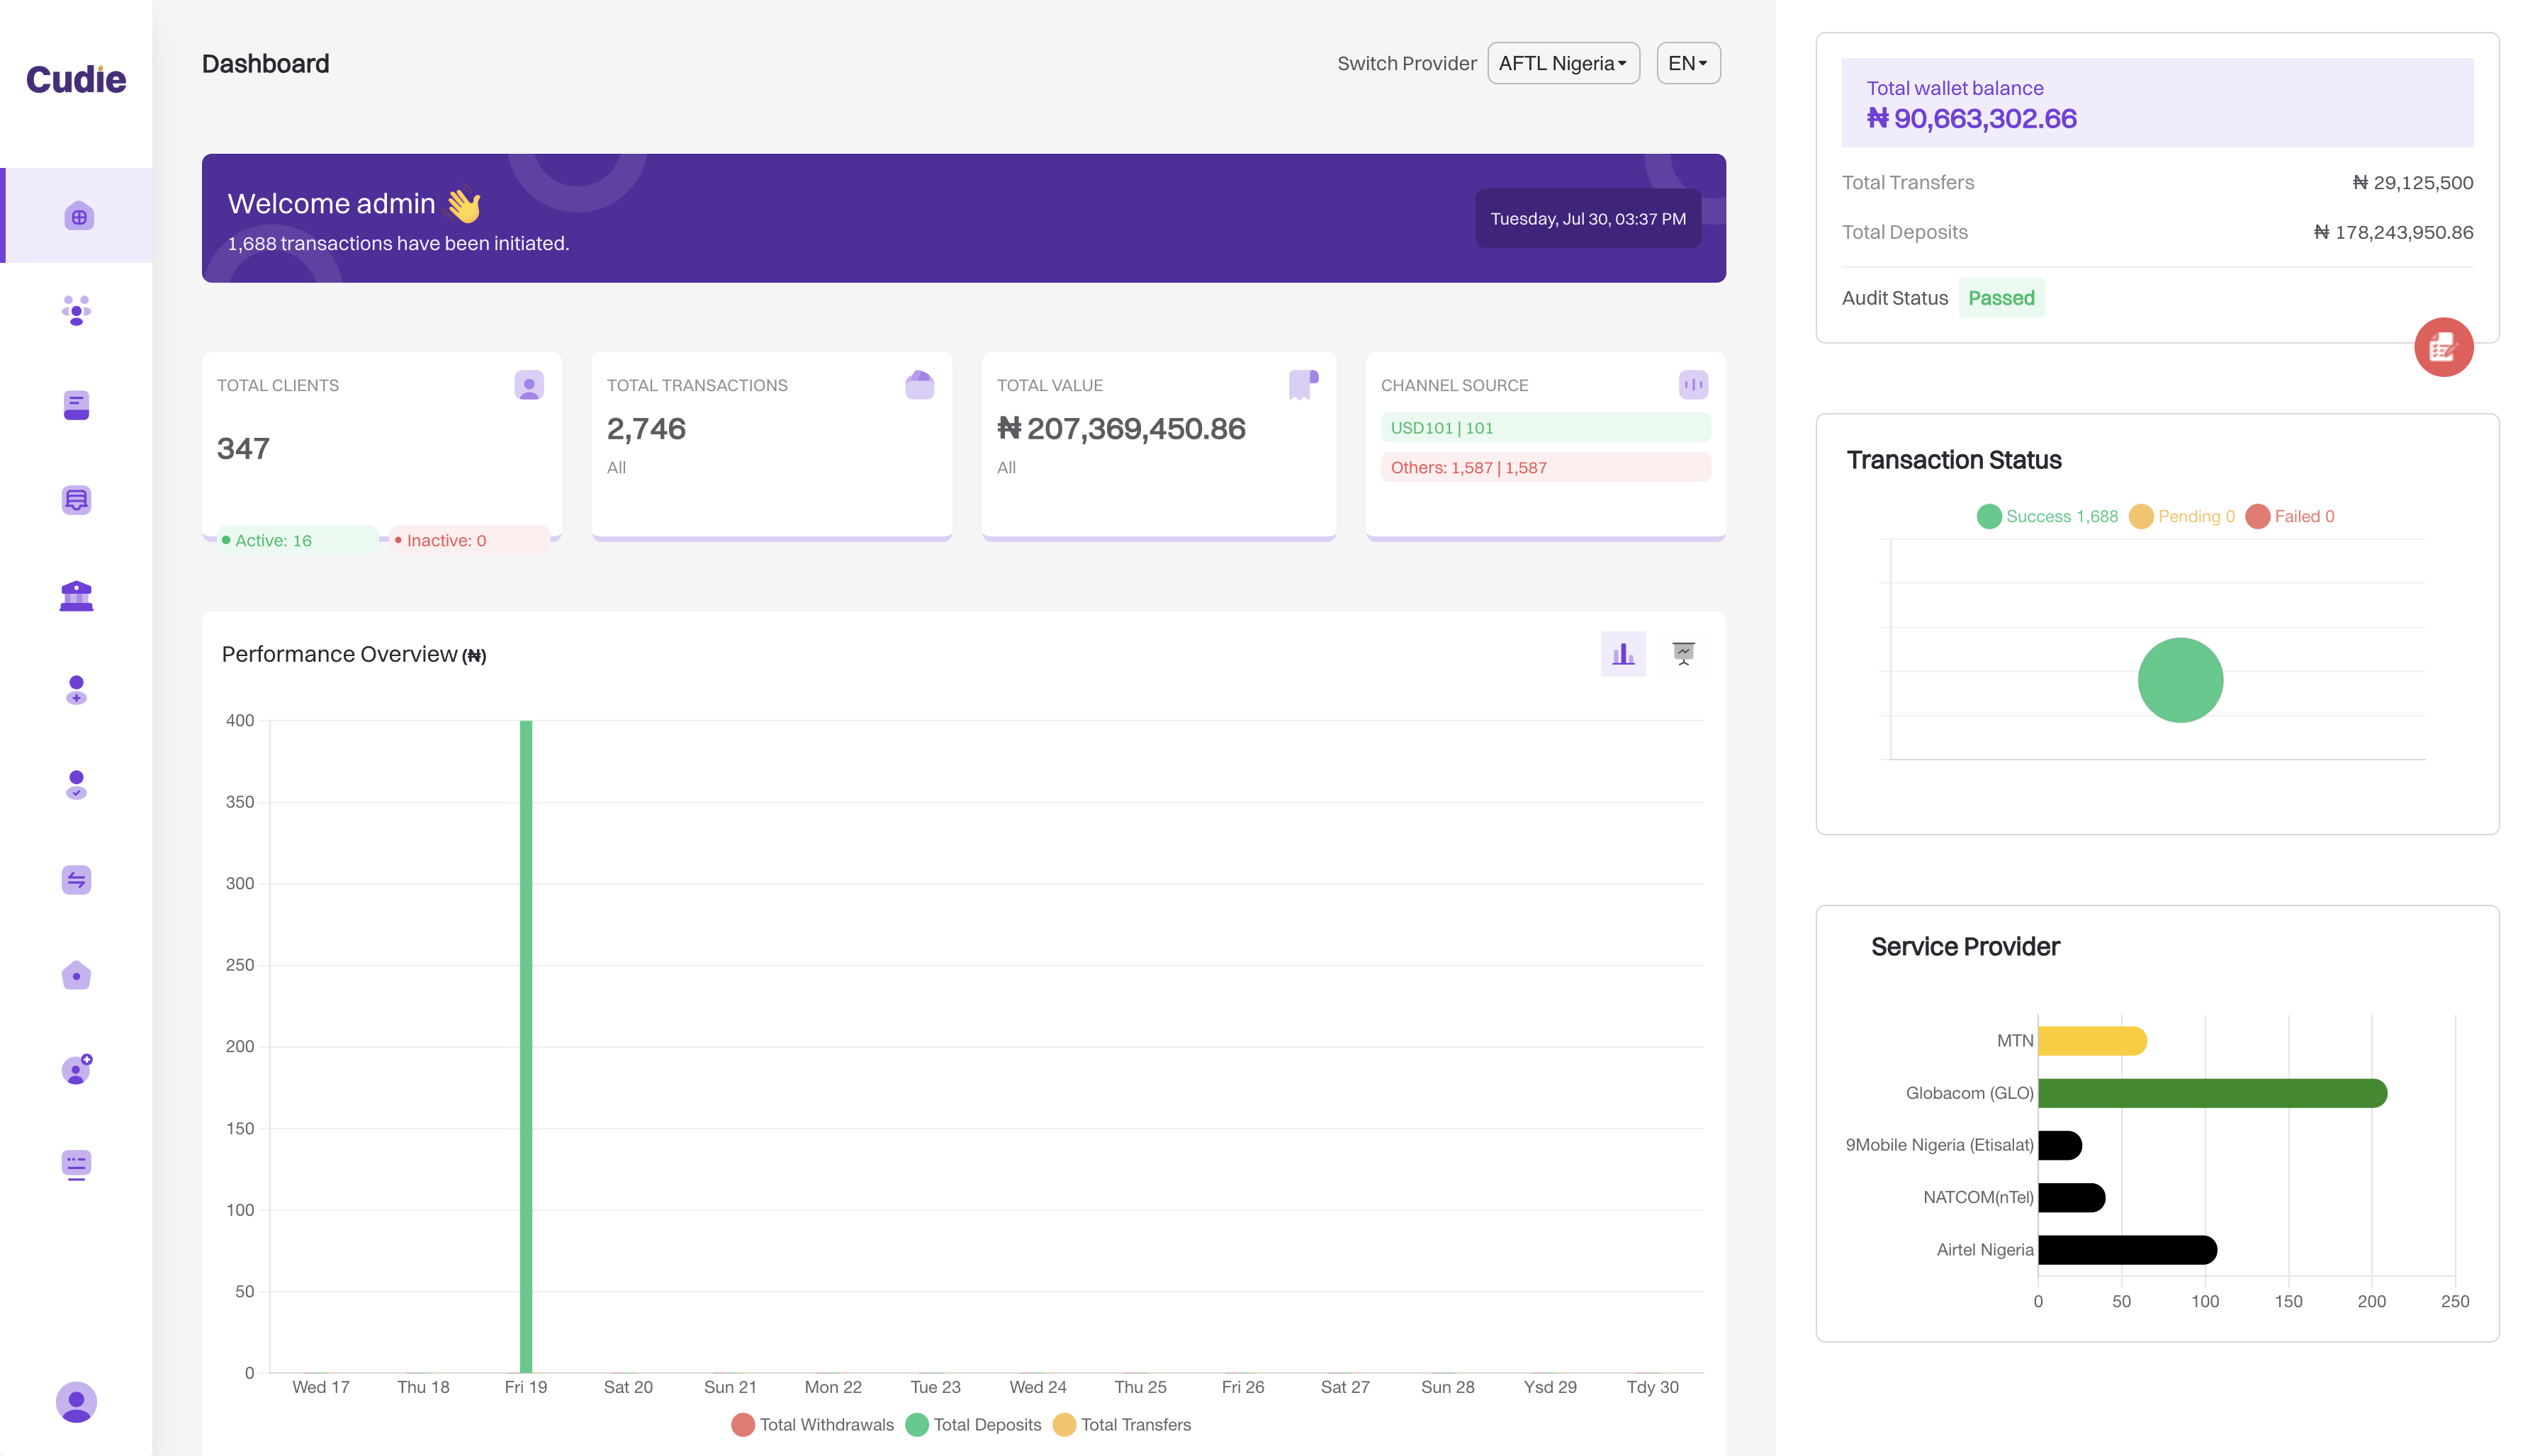 Cudie
Dashboard
Switch Provider AFTL Nigeria EN
Welcome admin 👋
1,688 transactions have been initiated.
Tuesday, Jul 30, 03:37 PM
TOTAL CLIENTS
347
Active: 16
Inactive: 0
TOTAL TRANSACTIONS
2,746
All
TOTAL VALUE
₦ 207,369,450.86
All
CHANNEL SOURCE
USD101 | 101
Others: 1,587 | 1,587
Performance Overview (₦)
400
350
300
250
200
150
100
50
0
Wed 17 Thu 18 Fri 19 Sat 20 Sun 21 Mon 22 Tue 23 Wed 24 Thu 25 Fri 26 Sat 27 Sun 28 Ysd 29 Tdy 30
Total Withdrawals Total Deposits Total Transfers
Total wallet balance
₦ 90,663,302.66
Total Transfers ₦ 29,125,500
Total Deposits ₦ 178,243,950.86
Audit Status Passed
Transaction Status
Success 1,688 Pending 0 Failed 0
Service Provider
MTN
Globacom (GLO)
9Mobile Nigeria (Etisalat)
NATCOM(nTel)
Airtel Nigeria
0 50 100 150 200 250